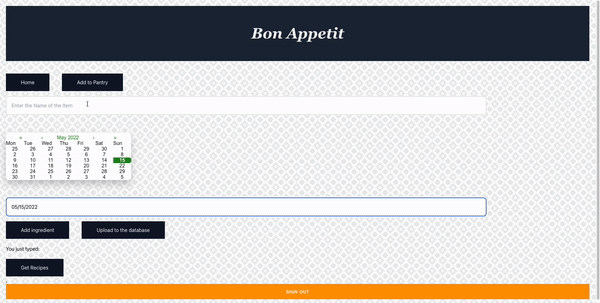 Bon Appetit
Home Add to Pantry
Enter the Name of the Item
« ‹ May 2022 › »
Mon Tue Wed Thu Fri Sat Sun
25 26 27 28 29 30 1
2 3 4 5 6 7 8
9 10 11 12 13 14 15
16 17 18 19 20 21 22
23 24 25 26 27 28 29
30 31 1 2 3 4 5
05/15/2022
Add ingredient Upload to the database
You just typed:
Get Recipes
SIGN OUT